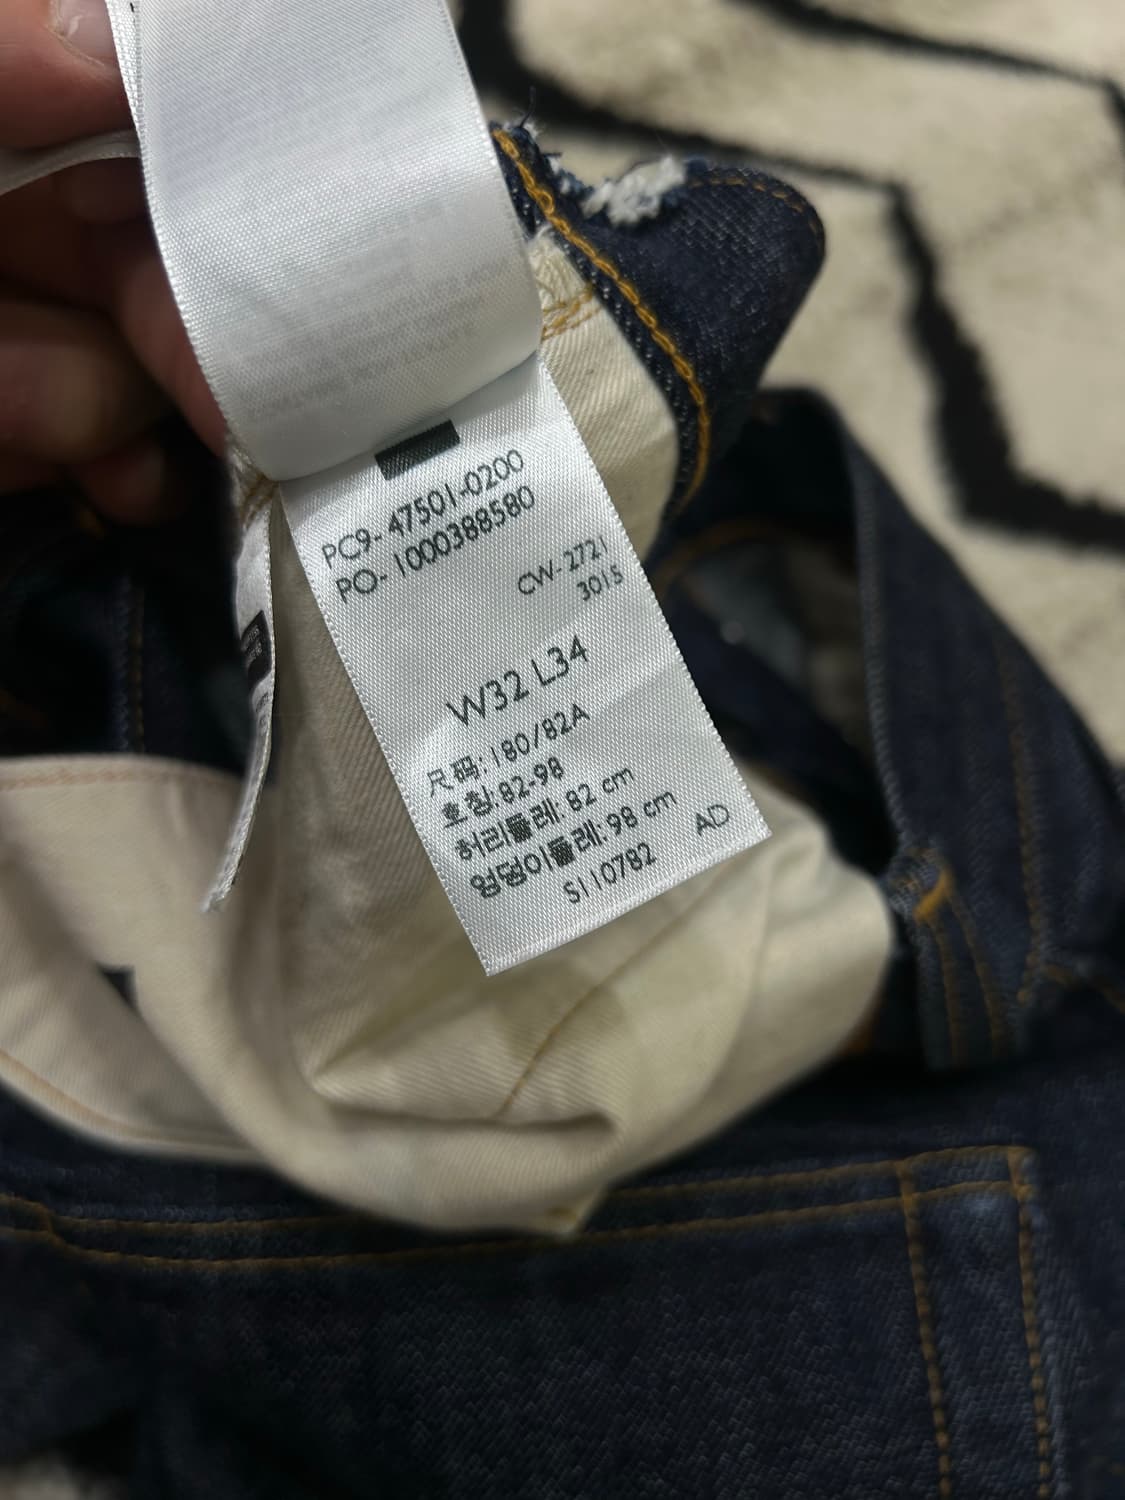 PC9- 47501-0200
PO- 1000388580
CW- 2721
3015
W32 L34
尺码: 180/82A
호칭: 82-98
허리둘레: 82 cm
엉덩이둘레: 98 cm
AD
S110782